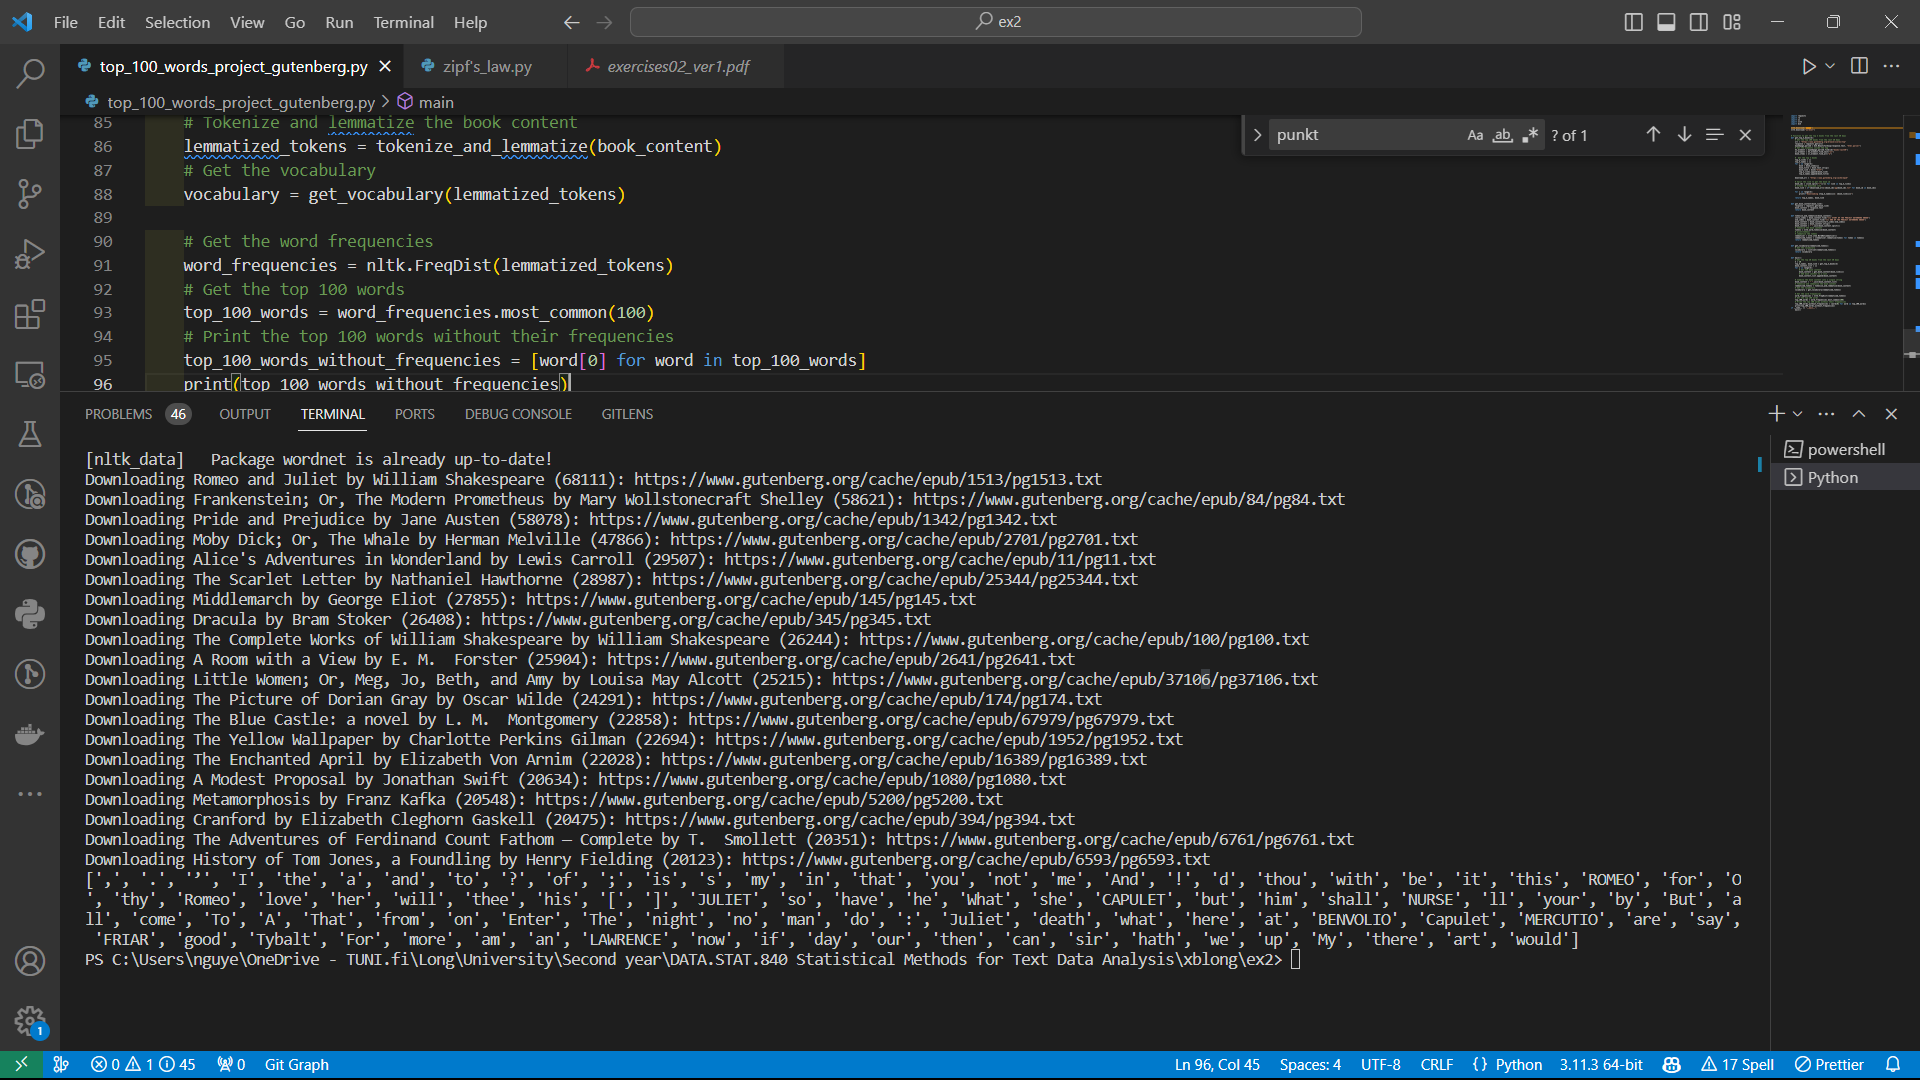 File Edit Selection View Go Run Terminal Help
ex2
top_100_words_project_gutenberg.py
zipf's_law.py
exercises02_ver1.pdf
top_100_words_project_gutenberg.py > main
punkt
Aa ab ? of 1
85 # Tokenize and lemmatize the book content
86 lemmatized_tokens = tokenize_and_lemmatize(book_content)
87 # Get the vocabulary
88 vocabulary = get_vocabulary(lemmatized_tokens)
89
90 # Get the word frequencies
91 word_frequencies = nltk.FreqDist(lemmatized_tokens)
92 # Get the top 100 words
93 top_100_words = word_frequencies.most_common(100)
94 # Print the top 100 words without their frequencies
95 top_100_words_without_frequencies = [word[0] for word in top_100_words]
96 print(top_100_words_without_frequencies)
PROBLEMS 46 OUTPUT TERMINAL PORTS DEBUG CONSOLE GITLENS
powershell
Python
[nltk_data]   Package wordnet is already up-to-date!
Downloading Romeo and Juliet by William Shakespeare (68111): https://www.gutenberg.org/cache/epub/1513/pg1513.txt
Downloading Frankenstein; Or, The Modern Prometheus by Mary Wollstonecraft Shelley (58621): https://www.gutenberg.org/cache/epub/84/pg84.txt
Downloading Pride and Prejudice by Jane Austen (58078): https://www.gutenberg.org/cache/epub/1342/pg1342.txt
Downloading Moby Dick; Or, The Whale by Herman Melville (47866): https://www.gutenberg.org/cache/epub/2701/pg2701.txt
Downloading Alice's Adventures in Wonderland by Lewis Carroll (29507): https://www.gutenberg.org/cache/epub/11/pg11.txt
Downloading The Scarlet Letter by Nathaniel Hawthorne (28987): https://www.gutenberg.org/cache/epub/25344/pg25344.txt
Downloading Middlemarch by George Eliot (27855): https://www.gutenberg.org/cache/epub/145/pg145.txt
Downloading Dracula by Bram Stoker (26408): https://www.gutenberg.org/cache/epub/345/pg345.txt
Downloading The Complete Works of William Shakespeare by William Shakespeare (26244): https://www.gutenberg.org/cache/epub/100/pg100.txt
Downloading A Room with a View by E. M.  Forster (25904): https://www.gutenberg.org/cache/epub/2641/pg2641.txt
Downloading Little Women; Or, Meg, Jo, Beth, and Amy by Louisa May Alcott (25215): https://www.gutenberg.org/cache/epub/37106/pg37106.txt
Downloading The Picture of Dorian Gray by Oscar Wilde (24291): https://www.gutenberg.org/cache/epub/174/pg174.txt
Downloading The Blue Castle: a novel by L. M.  Montgomery (22858): https://www.gutenberg.org/cache/epub/67979/pg67979.txt
Downloading The Yellow Wallpaper by Charlotte Perkins Gilman (22694): https://www.gutenberg.org/cache/epub/1952/pg1952.txt
Downloading The Enchanted April by Elizabeth Von Arnim (22028): https://www.gutenberg.org/cache/epub/16389/pg16389.txt
Downloading A Modest Proposal by Jonathan Swift (20634): https://www.gutenberg.org/cache/epub/1080/pg1080.txt
Downloading Metamorphosis by Franz Kafka (20548): https://www.gutenberg.org/cache/epub/5200/pg5200.txt
Downloading Cranford by Elizabeth Cleghorn Gaskell (20475): https://www.gutenberg.org/cache/epub/394/pg394.txt
Downloading The Adventures of Ferdinand Count Fathom — Complete by T.  Smollett (20351): https://www.gutenberg.org/cache/epub/6761/pg6761.txt
Downloading History of Tom Jones, a Foundling by Henry Fielding (20123): https://www.gutenberg.org/cache/epub/6593/pg6593.txt
[',', '.', '’', 'I', 'the', 'a', 'and', 'to', '?', 'of', ';', 'is', 's', 'my', 'in', 'that', 'you', 'not', 'me', 'And', '!', 'd', 'thou', 'with', 'be', 'it', 'this', 'ROMEO', 'for', 'O
', 'thy', 'Romeo', 'love', 'her', 'will', 'thee', 'his', '[', ']', 'JULIET', 'so', 'have', 'he', 'What', 'she', 'CAPULET', 'but', 'him', 'shall', 'NURSE', 'll', 'your', 'by', 'But', 'a
ll', 'come', 'To', 'A', 'That', 'from', 'on', 'Enter', 'The', 'night', 'no', 'man', 'do', ':', 'Juliet', 'death', 'what', 'here', 'at', 'BENVOLIO', 'Capulet', 'MERCUTIO', 'are', 'say',
'FRIAR', 'good', 'Tybalt', 'For', 'more', 'am', 'an', 'LAWRENCE', 'now', 'if', 'day', 'our', 'then', 'can', 'sir', 'hath', 'we', 'up', 'My', 'there', 'art', 'would']
PS C:\Users\nguye\OneDrive - TUNI.fi\Long\University\Second year\DATA.STAT.840 Statistical Methods for Text Data Analysis\xblong\ex2>
1
0 1 45 0 Git Graph Ln 96, Col 45 Spaces: 4 UTF-8 CRLF {} Python 3.11.3 64-bit 17 Spell Prettier